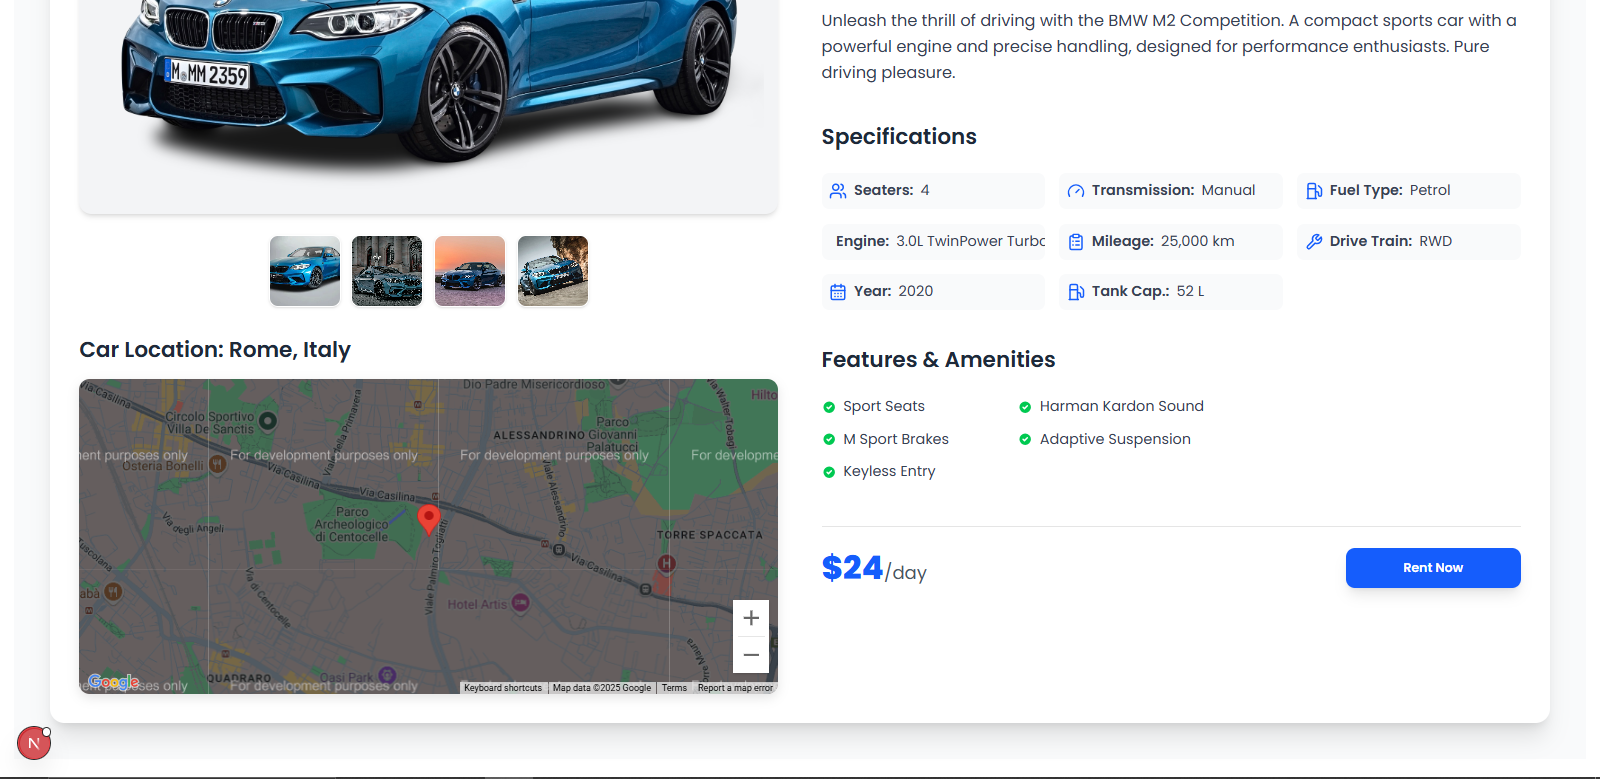 M MM 2359
Unleash the thrill of driving with the BMW M2 Competition. A compact sports car with a
powerful engine and precise handling, designed for performance enthusiasts. Pure
driving pleasure.
Specifications
Seaters: 4
Transmission: Manual
Fuel Type: Petrol
Engine: 3.0L TwinPower Turbo
Mileage: 25,000 km
Drive Train: RWD
Year: 2020
Tank Cap.: 52 L
Car Location: Rome, Italy
Dio Padre Misericordioso
Via Casilina
Via Walter Tobagi
Hilto
Circolo Sportivo
Villa De Sanctis
Via della Primavera
ALESSANDRINO
Parco
Giovanni
Palatucci
ment purposes only
For development purposes only
For development purposes only
For developme
Osteria Bonelli
Via Casilina
Via Casilina
Viale Alessandrino
Via degli Angeli
Parco
Archeologico
di Centocelle
TORRE SPACCATA
Tuscolana
Via Casilina
H
Viale Palmiro Togliatti
Via di Centocelle
abá
Hotel Artis
QUADRARO
Oasi Park
Google
ment purposes only
For development purposes only
Keyboard shortcuts
Map data ©2025 Google
Terms
Report a map error
Features & Amenities
Sport Seats
Harman Kardon Sound
M Sport Brakes
Adaptive Suspension
Keyless Entry
$24/day
Rent Now
N